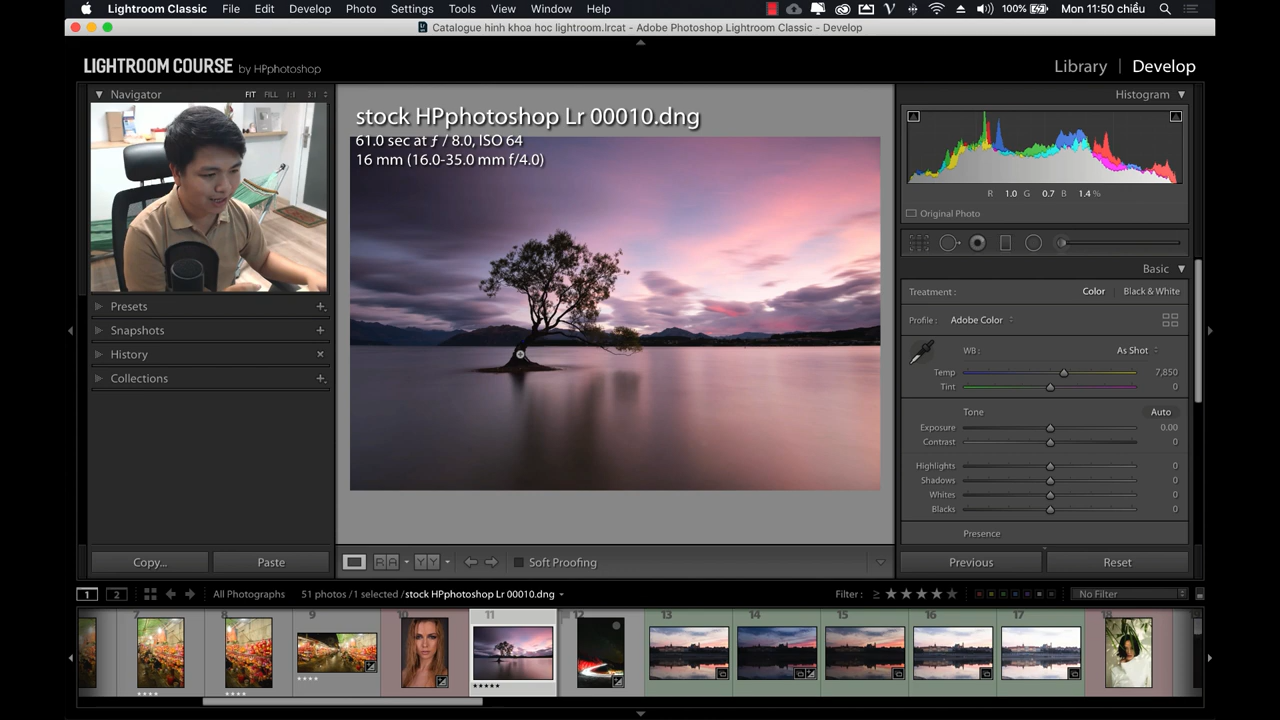 Lightroom Classic File Edit Develop Photo Settings Tools View Window Help 100% Mon 11:50 chiều
Catalogue hinh khoa hoc lightroom.lrcat - Adobe Photoshop Lightroom Classic - Develop
LIGHTROOM COURSE by HPphotoshop
Library | Develop
Navigator FIT FILL 1:1 3:1
Presets
Snapshots
History
Collections
Copy... Paste
stock HPphotoshop Lr 00010.dng
61.0 sec at ƒ / 8.0, ISO 64
16 mm (16.0-35.0 mm f/4.0)
RA YY Soft Proofing
Histogram
R 1.0 G 0.7 B 1.4 %
Original Photo
Basic
Treatment : Color Black & White
Profile : Adobe Color
WB: As Shot
Temp 7,850
Tint 0
Tone Auto
Exposure 0.00
Contrast 0
Highlights 0
Shadows 0
Whites 0
Blacks 0
Presence
Previous Reset
1 2 All Photographs 51 photos / 1 selected / stock HPphotoshop Lr 00010.dng Filter : ≥ ★★★★★ No Filter
7 8 9 10 11 12 13 14 15 16 17 18